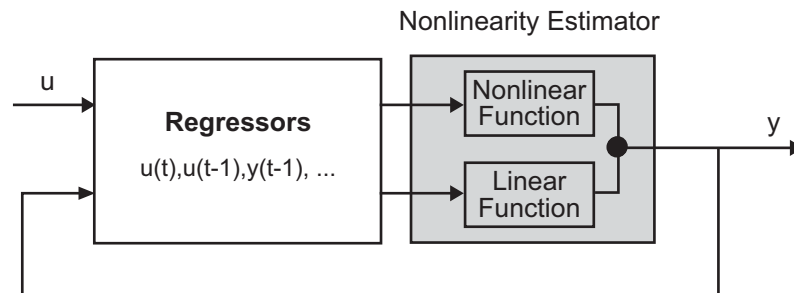 Nonlinearity Estimator
u
Regressors
u(t),u(t-1),y(t-1), ...
Nonlinear
Function
Linear
Function
y